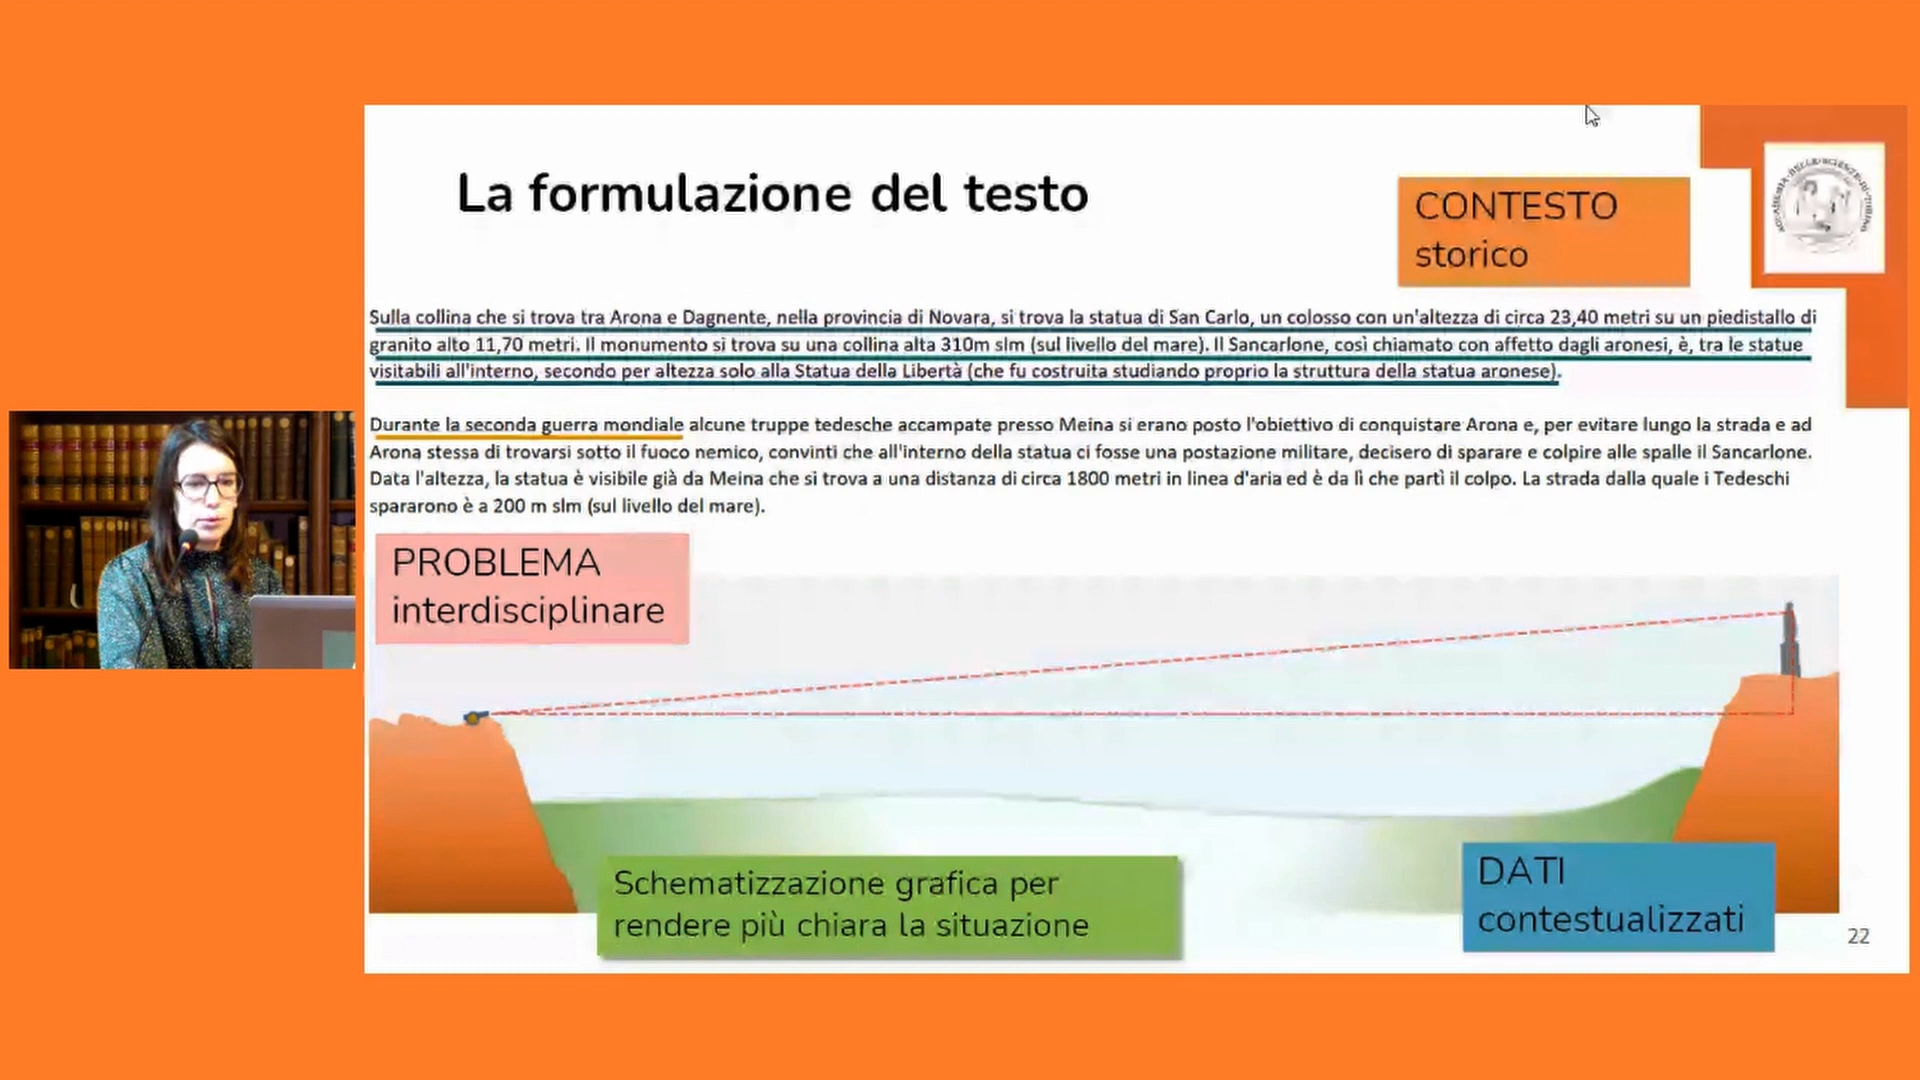 La formulazione del testo
CONTESTO
storico
Sulla collina che si trova tra Arona e Dagnente, nella provincia di Novara, si trova la statua di San Carlo, un colosso con un'altezza di circa 23,40 metri su un piedistallo di
granito alto 11,70 metri. Il monumento si trova su una collina alta 310m slm (sul livello del mare). Il Sancarlone, così chiamato con affetto dagli aronesi, è, tra le statue
visitabili all'interno, secondo per altezza solo alla Statua della Libertà (che fu costruita studiando proprio la struttura della statua aronese).
Durante la seconda guerra mondiale alcune truppe tedesche accampate presso Meina si erano posto l'obiettivo di conquistare Arona e, per evitare lungo la strada e ad
Arona stessa di trovarsi sotto il fuoco nemico, convinti che all'interno della statua ci fosse una postazione militare, decisero di sparare e colpire alle spalle il Sancarlone.
Data l'altezza, la statua è visibile già da Meina che si trova a una distanza di circa 1800 metri in linea d'aria ed è da lì che partì il colpo. La strada dalla quale i Tedeschi
spararono è a 200 m slm (sul livello del mare).
PROBLEMA
interdisciplinare
Schematizzazione grafica per
rendere più chiara la situazione
DATI
contestualizzati
22